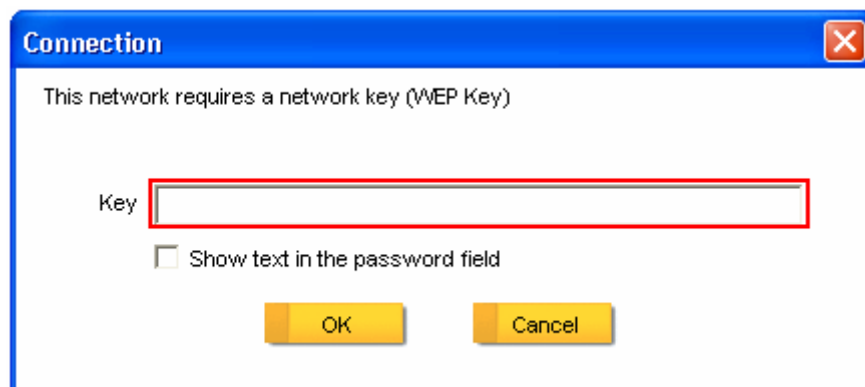 Connection
This network requires a network key (WEP Key)
Key
Show text in the password field
OK Cancel